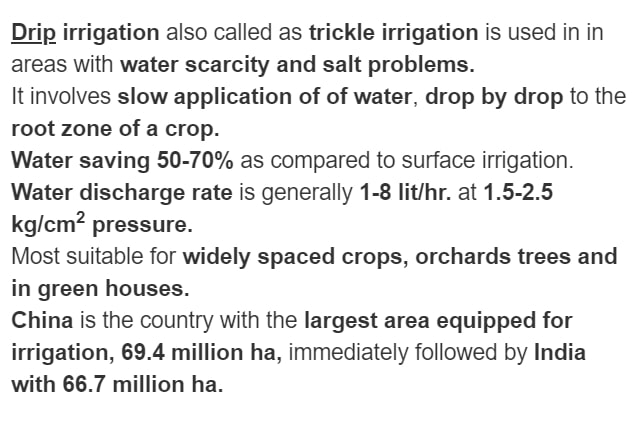 Drip irrigation also called as trickle irrigation is used in in
areas with water scarcity and salt problems.
It involves slow application of of water, drop by drop to the
root zone of a crop.
Water saving 50-70% as compared to surface irrigation.
Water discharge rate is generally 1-8 lit/hr. at 1.5-2.5
kg/cm² pressure.
Most suitable for widely spaced crops, orchards trees and
in green houses.
China is the country with the largest area equipped for
irrigation, 69.4 million ha, immediately followed by India
with 66.7 million ha.